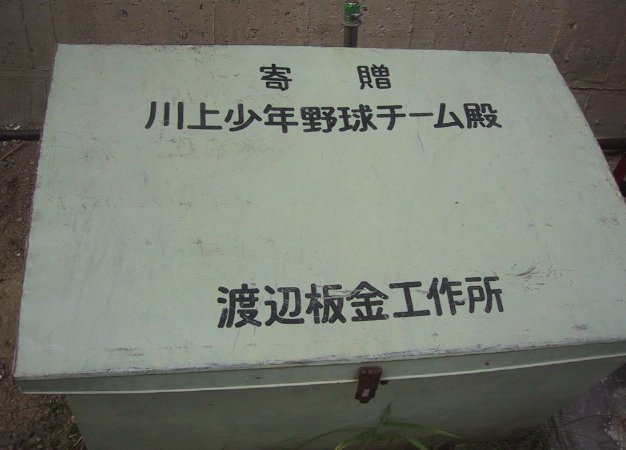 寄贈
川上少年野球チーム殿
渡辺板金工作所